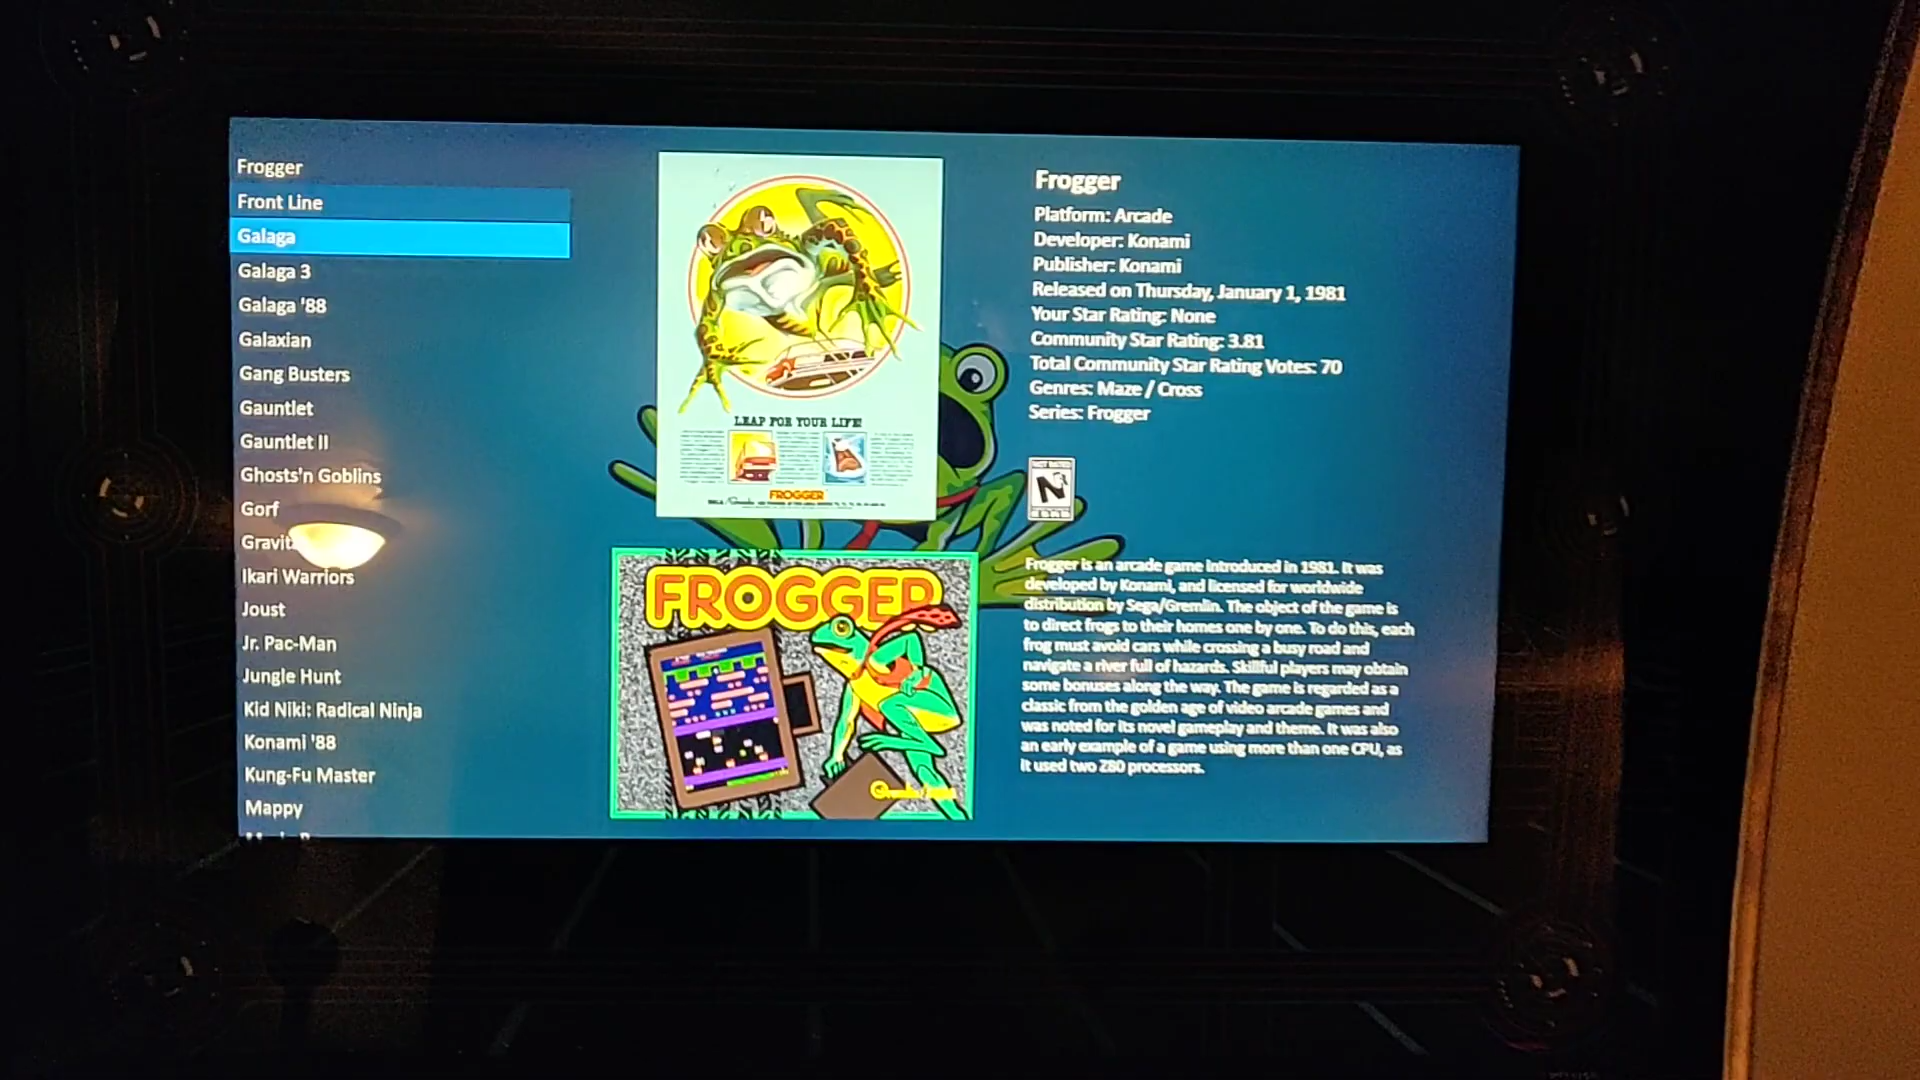 Frogger
Front Line
Galaga
Galaga 3
Galaga '88
Galaxian
Gang Busters
Gauntlet
Gauntlet II
Ghosts'n Goblins
Gorf
Ikari Warriors
Joust
Jr. Pac-Man
Jungle Hunt
Kid Niki: Radical Ninja
Konami '88
Kung-Fu Master
Mappy
LEAP FOR YOUR LIFE!
FROGGER
FROGGER
Frogger
Platform: Arcade
Developer: Konami
Publisher: Konami
Released on Thursday, January 1, 1981
Your Star Rating: None
Community Star Rating: 3.81
Total Community Star Rating Votes: 70
Genres: Maze / Cross
Series: Frogger
NOT RATED
N
Frogger is an arcade game introduced in 1981. It was
developed by Konami, and licensed for worldwide
distribution by Sega/Gremlin. The object of the game is
to direct frogs to their homes one by one. To do this, each
frog must avoid cars while crossing a busy road and
navigate a river full of hazards. Skillful players may obtain
some bonuses along the way. The game is regarded as a
classic from the golden age of video arcade games and
was noted for its novel gameplay and theme. It was also
an early example of a game using more than one CPU, as
it used two Z80 processors.